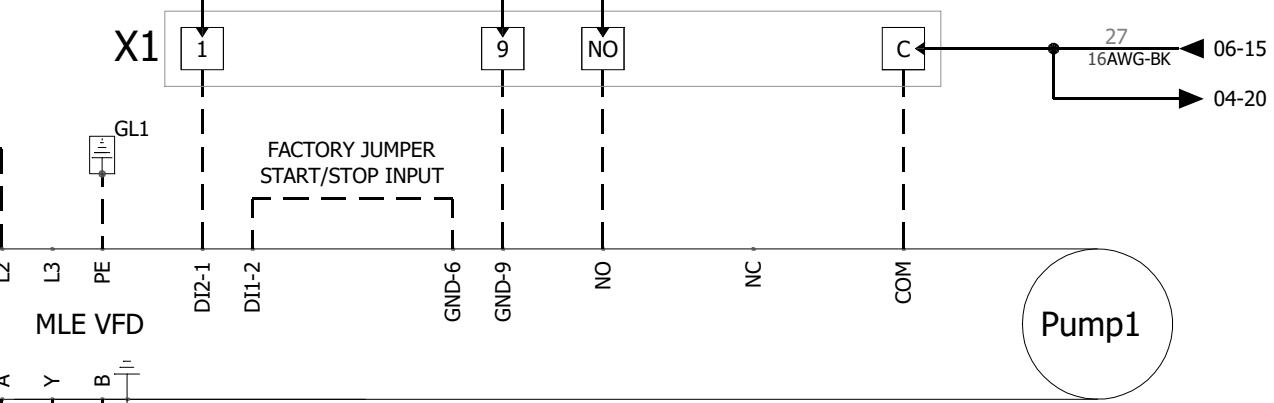 X1
1
9
NO
C
27
16AWG-BK
06-15
04-20
GL1
FACTORY JUMPER
START/STOP INPUT
L2
L3
PE
DI2-1
DI1-2
GND-6
GND-9
NO
NC
COM
MLE VFD
Pump1
A
Y
B